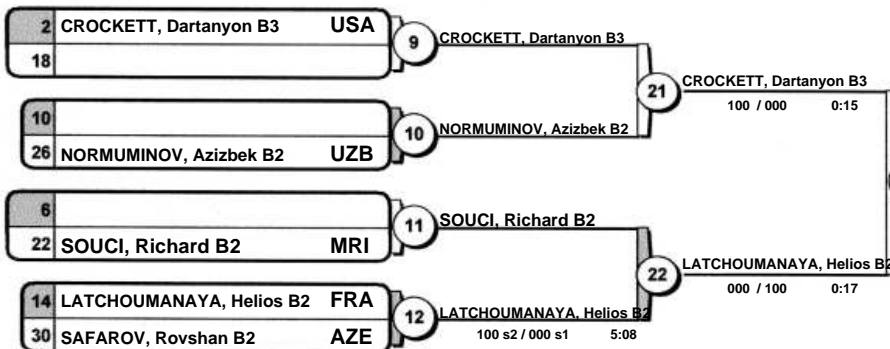 2 CROCKETT, Dartanyon B3 USA
18
9
CROCKETT, Dartanyon B3
10
26 NORMUMINOV, Azizbek B2 UZB
10
NORMUMINOV, Azizbek B2
21
CROCKETT, Dartanyon B3
100 / 000 0:15
6
22 SOUCI, Richard B2 MRI
11
SOUCI, Richard B2
14 LATCHOUMANAYA, Helios B2 FRA
30 SAFAROV, Rovshan B2 AZE
12
LATCHOUMANAYA, Helios B2
100 s2 / 000 s1 5:08
22
LATCHOUMANAYA, Helios B2
000 / 100 0:17